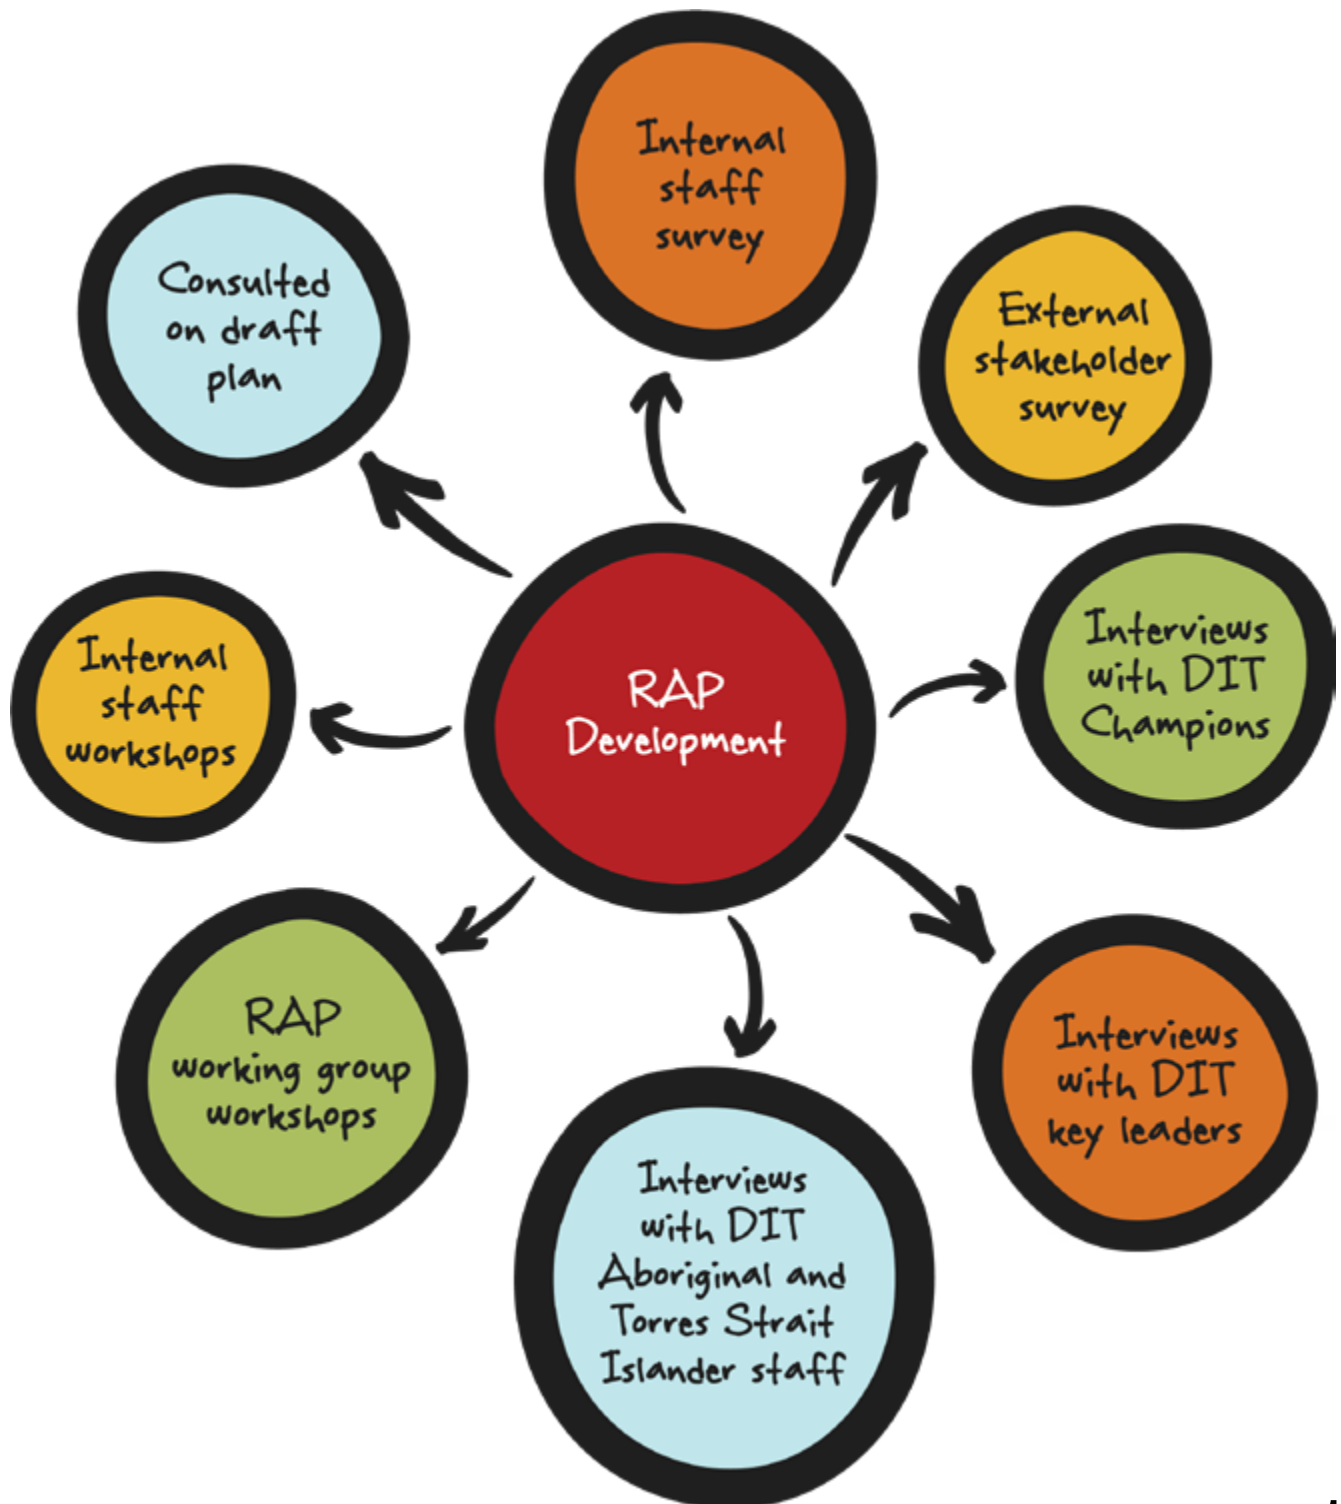 Internal
staff
survey
External
stakeholder
survey
Interviews
with DIT
Champions
Interviews
with DIT
key leaders
Interviews
with DIT
Aboriginal and
Torres Strait
Islander staff
RAP
working group
workshops
Internal
staff
workshops
Consulted
on draft
plan
RAP
Development